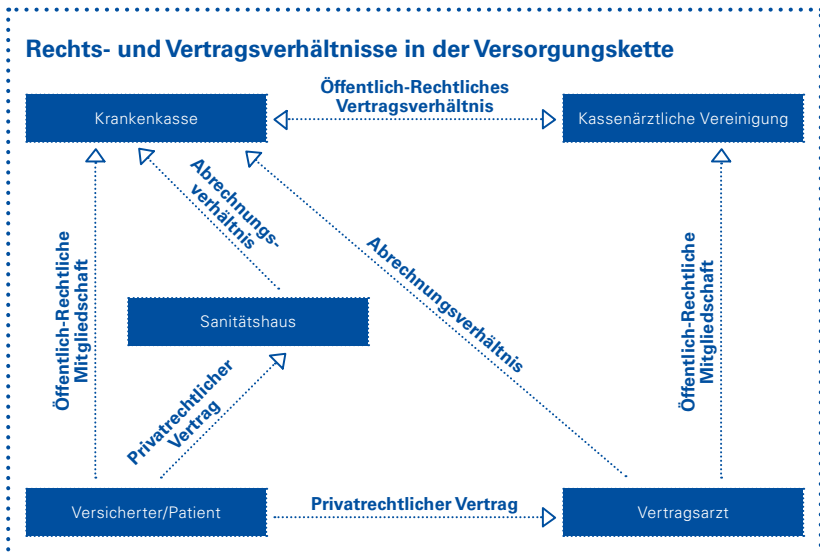 Rechts- und Vertragsverhältnisse in der Versorgungskette
Öffentlich-Rechtliches
Vertragsverhältnis
Krankenkasse
Kassenärztliche Vereinigung
Abrechnungs-
verhältnis
Öffentlich-Rechtliche
Mitgliedschaft
Abrechnungsverhältnis
Öffentlich-Rechtliche
Mitgliedschaft
Sanitätshaus
Privatrechtlicher
Vertrag
Versicherter/Patient
Privatrechtlicher Vertrag
Vertragsarzt